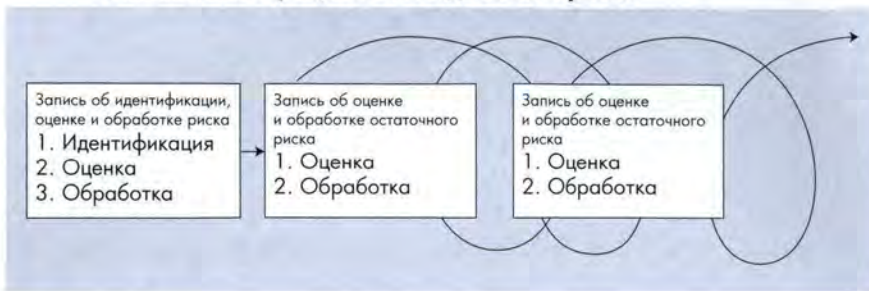 Запись об идентификации,
оценке и обработке риска
1. Идентификация
2. Оценка
3. Обработка
Запись об оценке
и обработке остаточного
риска
1. Оценка
2. Обработка
Запись об оценке
и обработке остаточного
риска
1. Оценка
2. Обработка